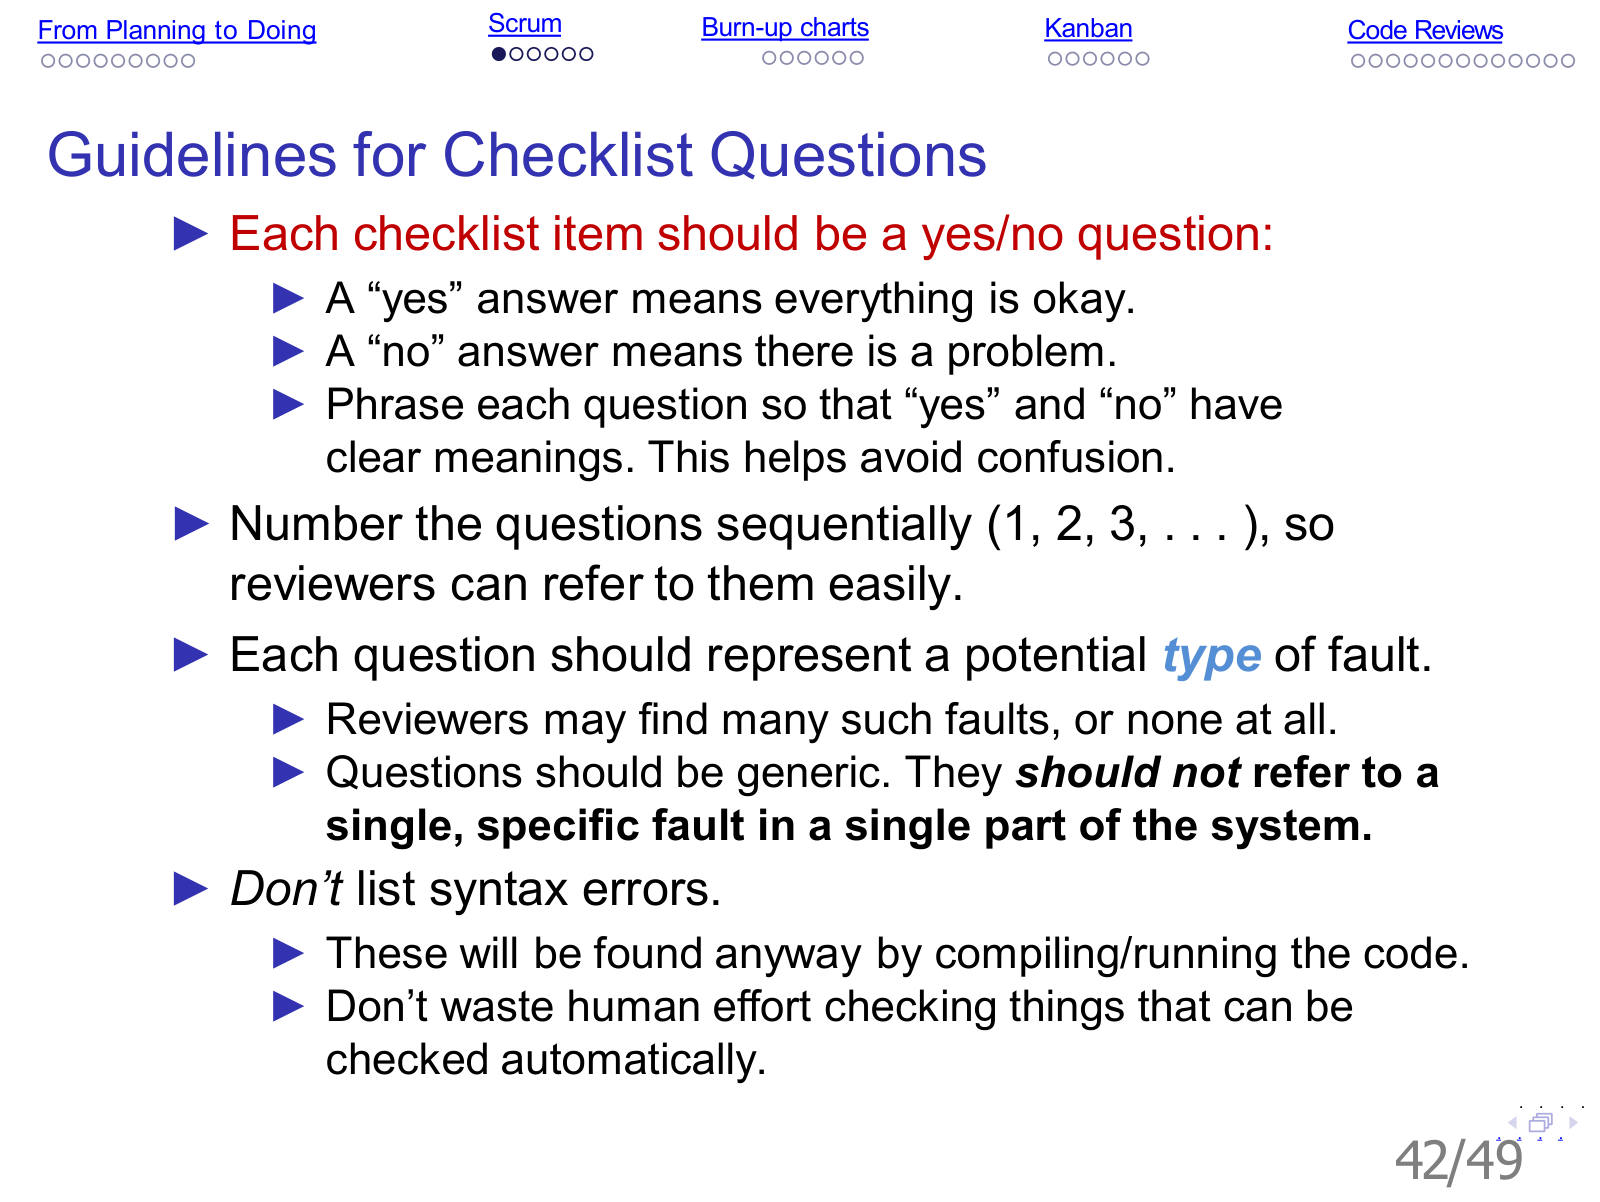 From Planning to Doing
Scrum
Burn-up charts
Kanban
Code Reviews
Guidelines for Checklist Questions
Each checklist item should be a yes/no question:
A “yes” answer means everything is okay.
A “no” answer means there is a problem.
Phrase each question so that “yes” and “no” have
clear meanings. This helps avoid confusion.
Number the questions sequentially (1, 2, 3, . . . ), so
reviewers can refer to them easily.
Each question should represent a potential type of fault.
Reviewers may find many such faults, or none at all.
Questions should be generic. They should not refer to a
single, specific fault in a single part of the system.
Don’t list syntax errors.
These will be found anyway by compiling/running the code.
Don’t waste human effort checking things that can be
checked automatically.
42/49